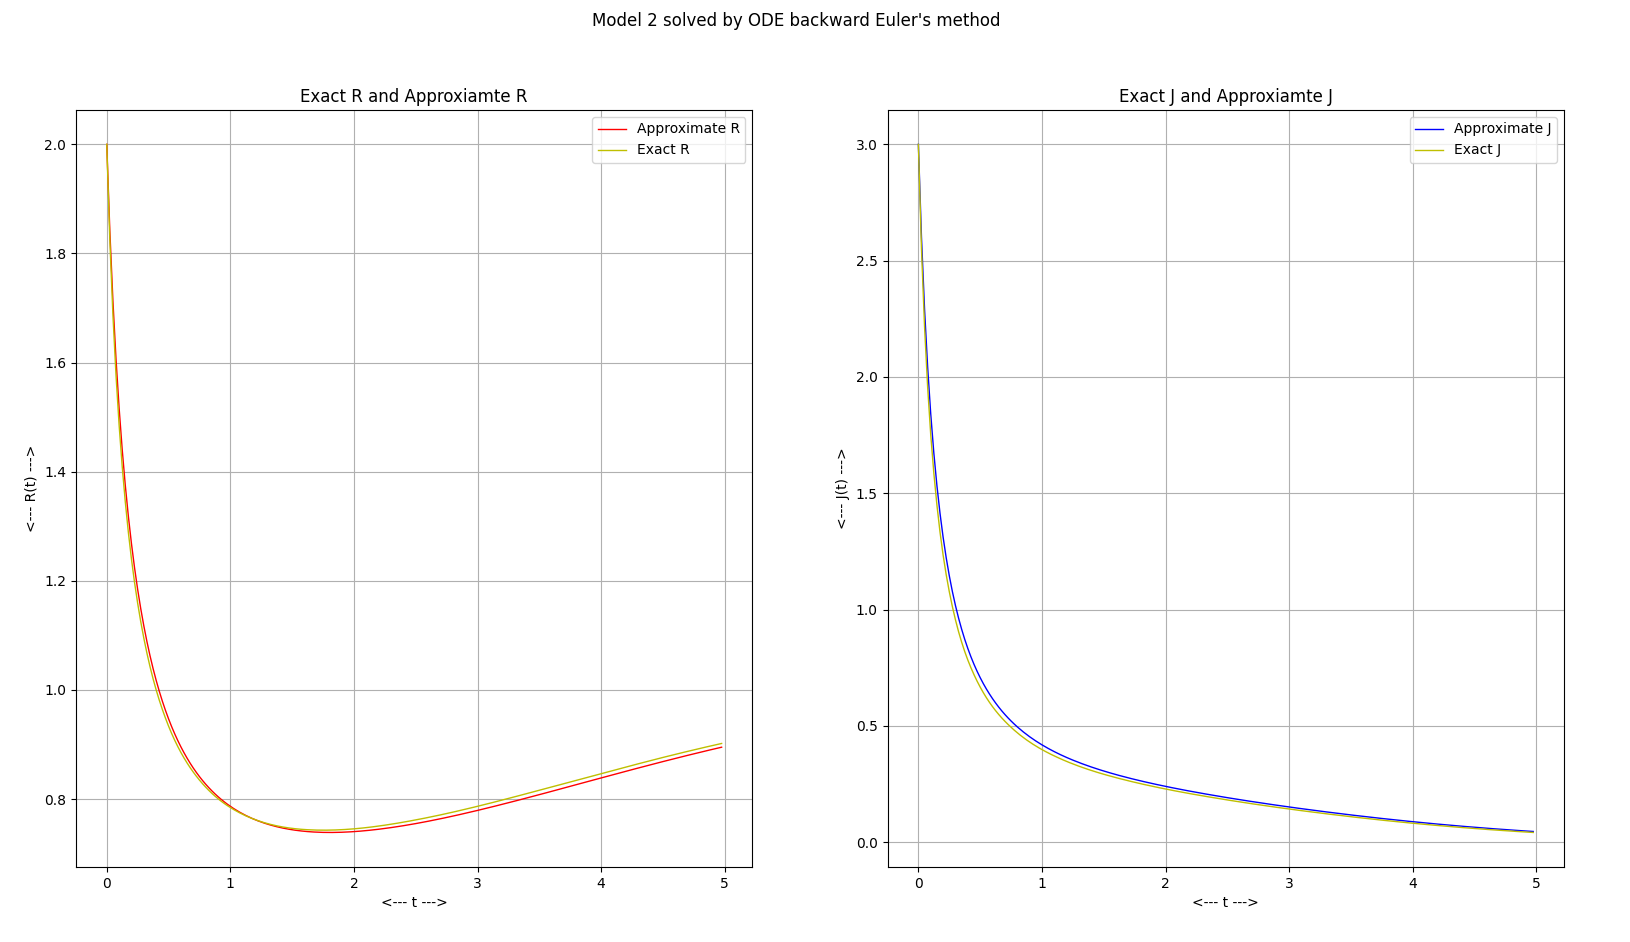 Model 2 solved by ODE backward Euler's method
Exact R and Approxiamte R
Approximate R
Exact R
2.0
1.8
1.6
1.4
1.2
1.0
0.8
<--- R(t) --->
0 1 2 3 4 5
<--- t --->
Exact J and Approxiamte J
Approximate J
Exact J
3.0
2.5
2.0
1.5
1.0
0.5
0.0
<--- J(t) --->
0 1 2 3 4 5
<--- t --->